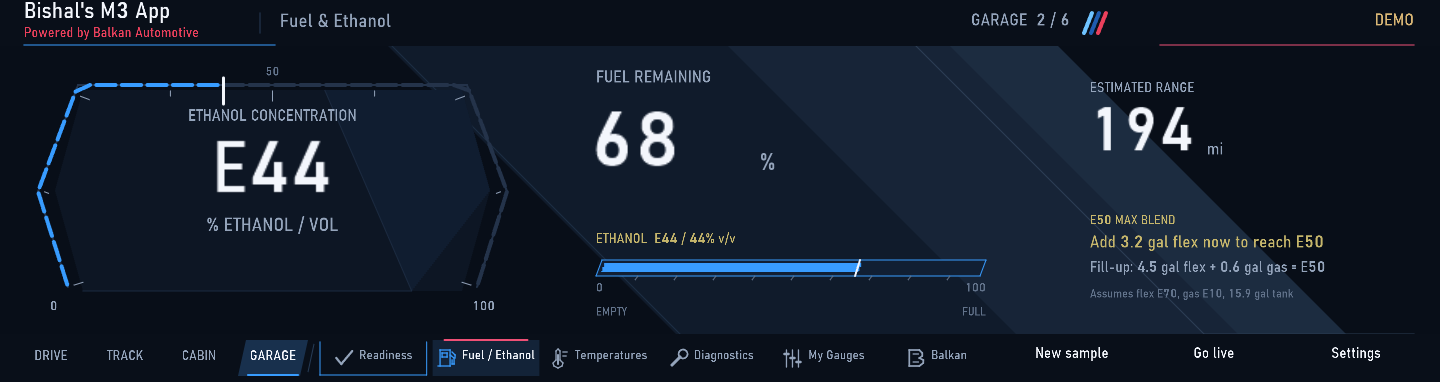 Bishal's M3 App
Powered by Balkan Automotive
Fuel & Ethanol
GARAGE 2 / 6
DEMO
50
ETHANOL CONCENTRATION
E44
% ETHANOL / VOL
0
100
FUEL REMAINING
68
%
ETHANOL E44 / 44% v/v
0
100
EMPTY
FULL
ESTIMATED RANGE
194
mi
E50 MAX BLEND
Add 3.2 gal flex now to reach E50
Fill-up: 4.5 gal flex + 0.6 gal gas = E50
Assumes flex E70, gas E10, 15.9 gal tank
DRIVE
TRACK
CABIN
GARAGE
Readiness
Fuel / Ethanol
Temperatures
Diagnostics
My Gauges
Balkan
New sample
Go live
Settings